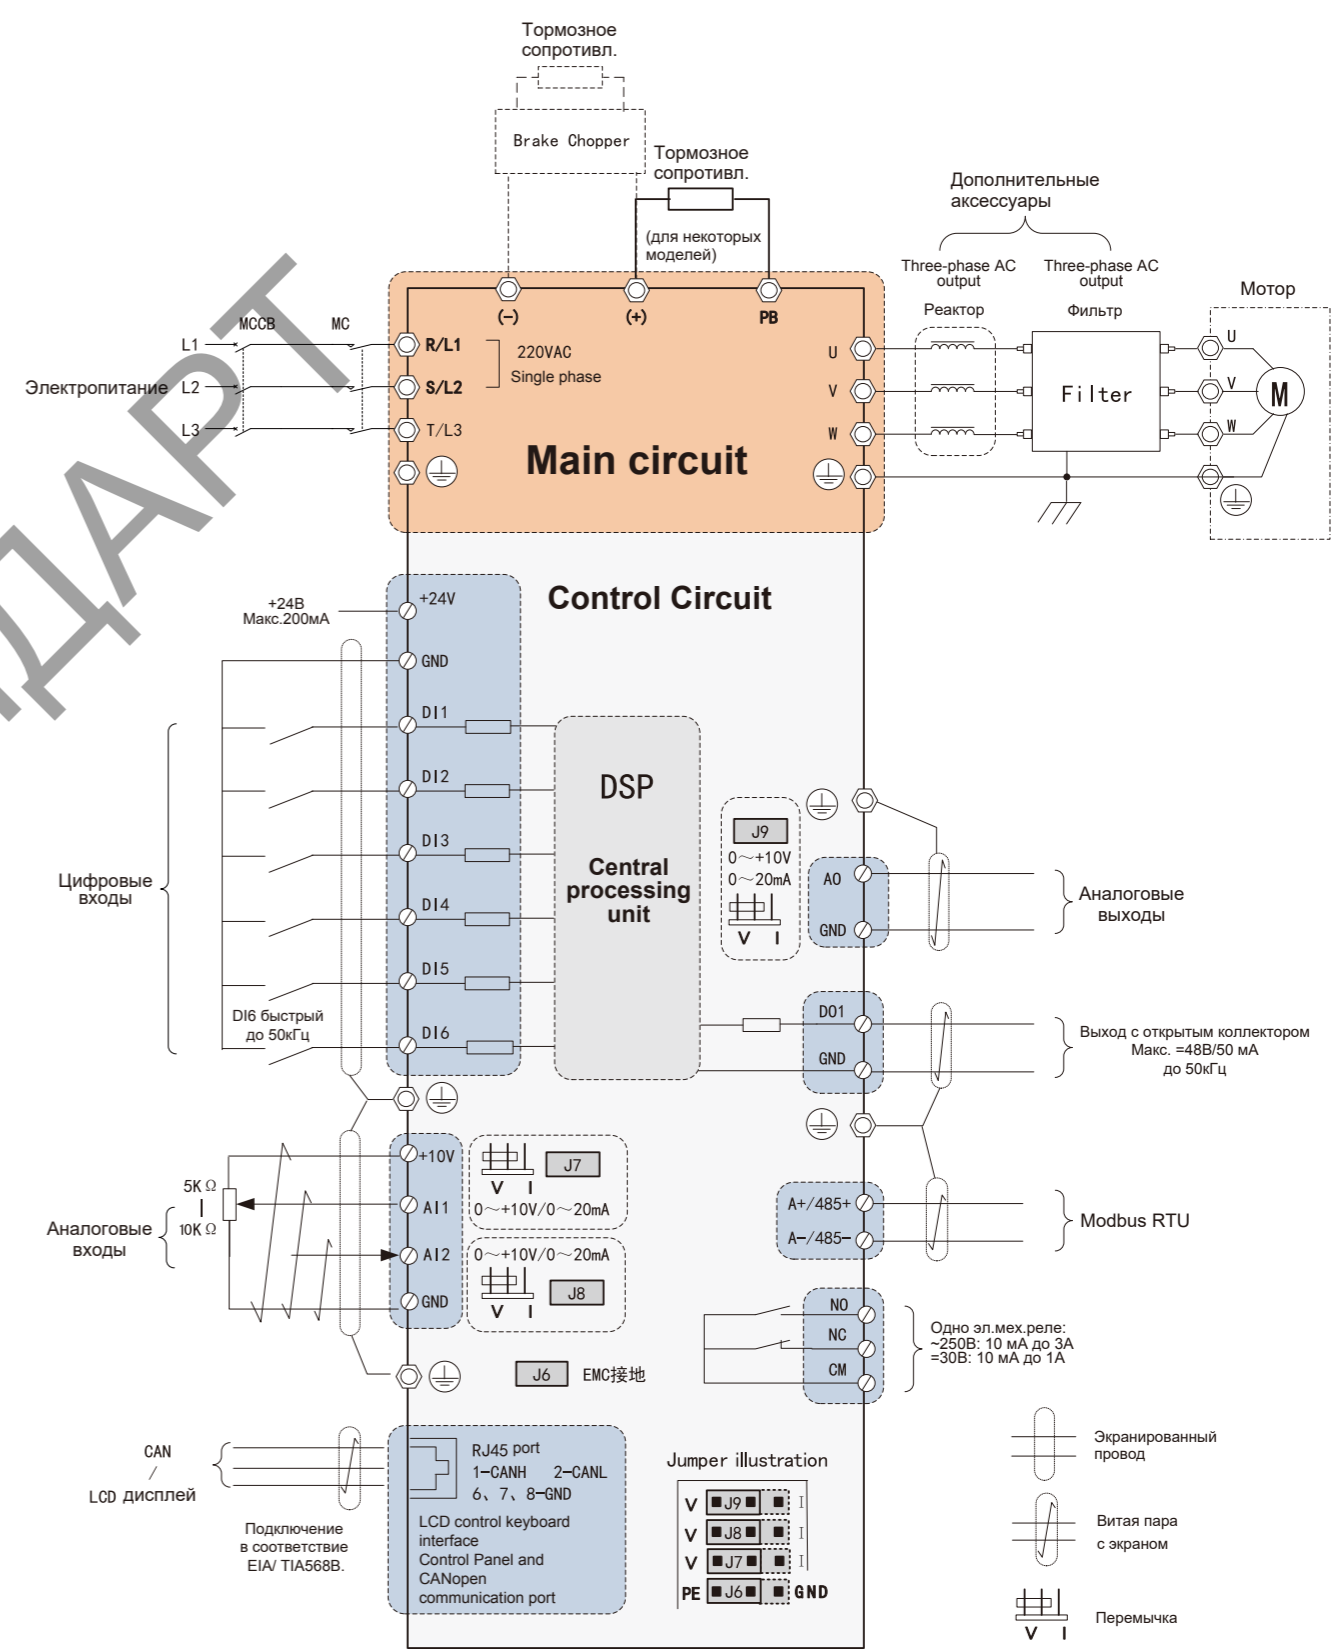 Тормозное
сопротивл.
Brake Chopper
Тормозное
сопротивл.
(для некоторых
моделей)
Дополнительные
аксессуары
Three-phase AC
output
Three-phase AC
output
Реактор
Фильтр
Мотор
(-)
(+)
PB
MCCB
MC
L1
R/L1
220VAC
Single phase
Электропитание
L2
S/L2
L3
T/L3
Main circuit
U
V
W
Filter
U
V
W
M
Control Circuit
+24В
Макс.200мА
+24V
GND
DI1
DI2
DI3
DI4
DI5
DI6
Цифровые
входы
DI6 быстрый
до 50кГц
DSP
Central
processing
unit
J9
0～+10V
0～20mA
V I
AO
GND
Аналоговые
выходы
DO1
GND
Выход с открытым коллектором
Макс. =48В/50 мА
до 50кГц
5K Ω
10K Ω
Аналоговые
входы
+10V
AI1
AI2
GND
J7
V I
0～+10V/0～20mA
0～+10V/0～20mA
J8
V I
A+/485+
A-/485-
Modbus RTU
NO
NC
CM
Одно эл.мех.реле:
~250В: 10 мА до 3А
=30В: 10 мА до 1А
J6 EMC接地
CAN
/
LCD дисплей
Подключение
в соответствие
EIA/ TIA568B.
RJ45 port
1-CANH 2-CANL
6、7、8-GND
LCD control keyboard
interface
Control Panel and
CANopen
communication port
Jumper illustration
V J9 I
V J8 I
V J7 I
PE J6 GND
Экранированный
провод
Витая пара
с экраном
Перемычка
V I
ДАРТ